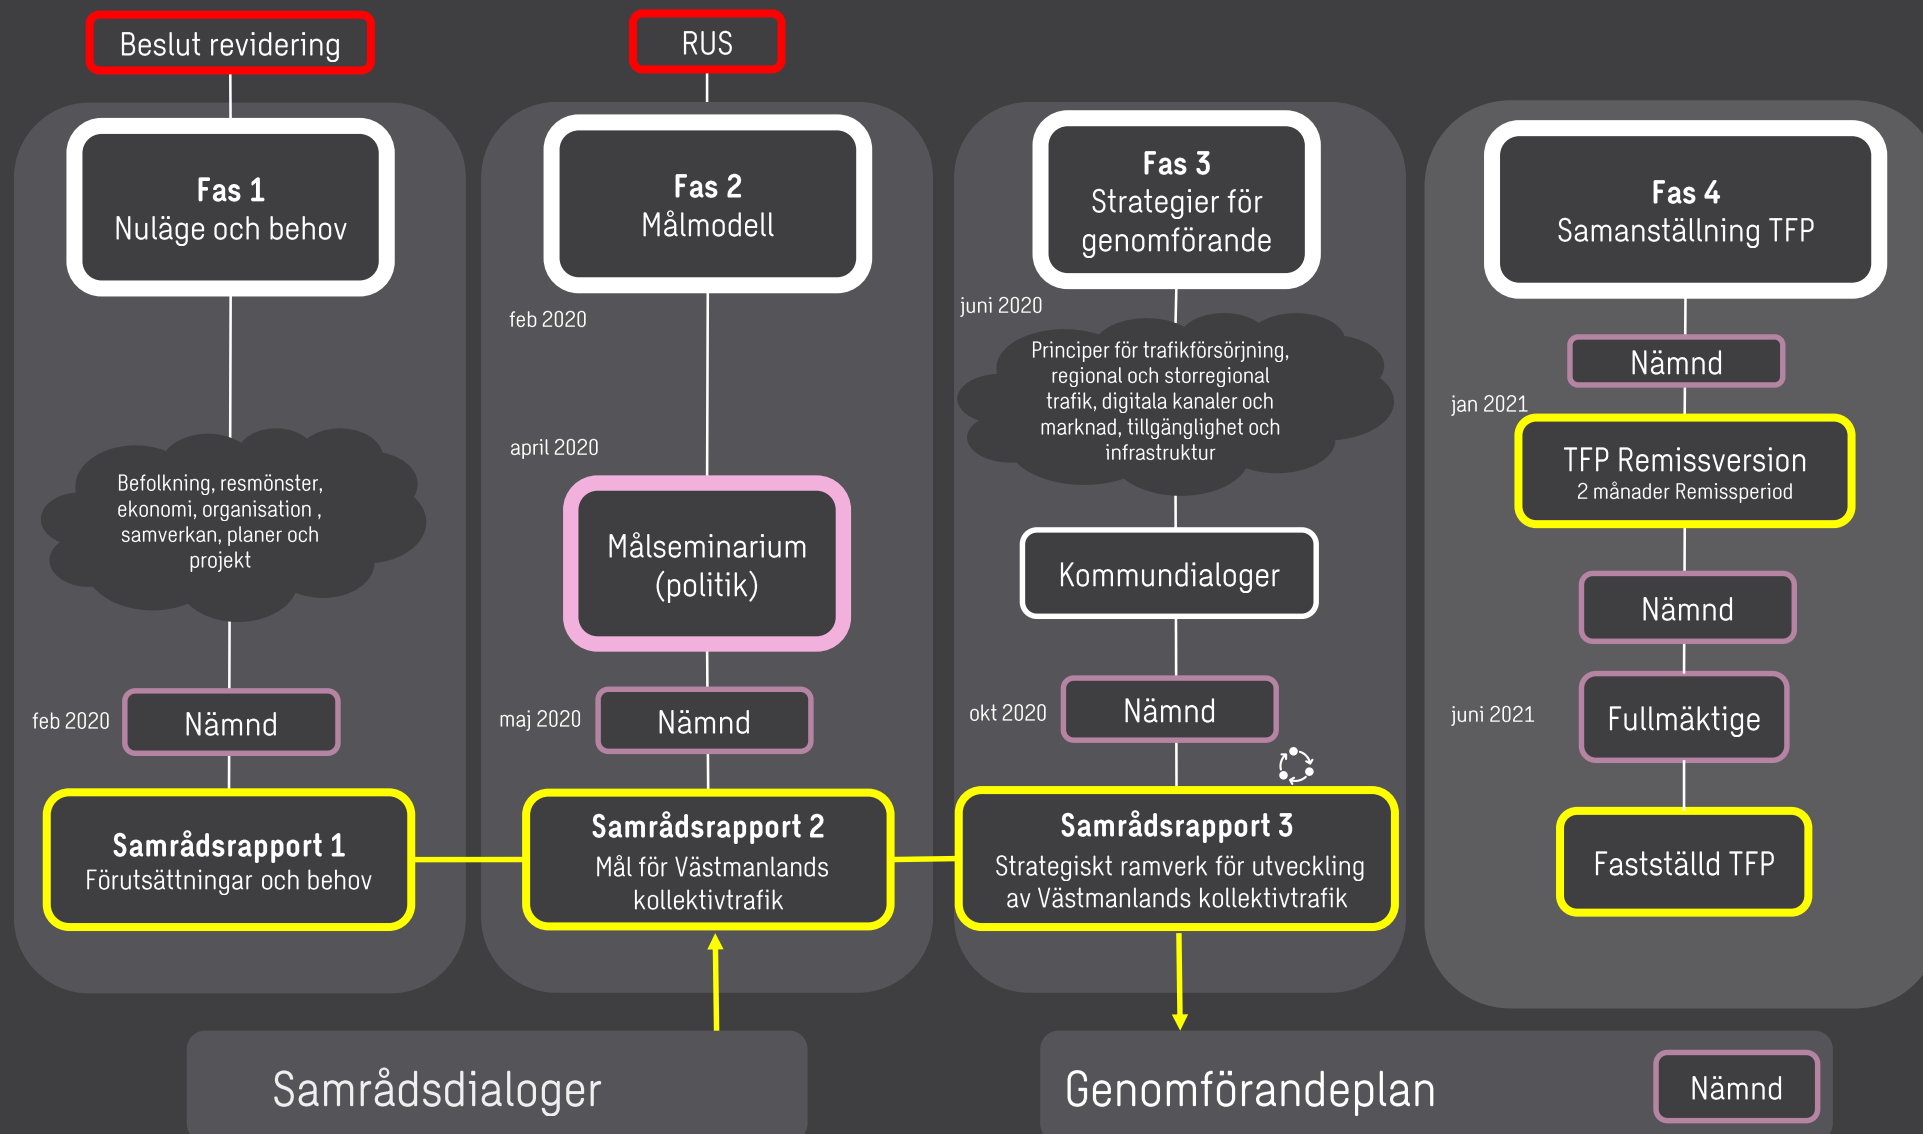 Beslut revidering
Fas 1
Nuläge och behov
Befolkning, resmönster,
ekonomi, organisation ,
samverkan, planer och
projekt
feb 2020
Nämnd
Samrådsrapport 1
Förutsättningar och behov
RUS
Fas 2
Målmodell
feb 2020
april 2020
Målseminarium
(politik)
maj 2020
Nämnd
Samrådsrapport 2
Mål för Västmanlands
kollektivtrafik
Fas 3
Strategier för
genomförande
juni 2020
Principer för trafikförsörjning,
regional och storregional
trafik, digitala kanaler och
marknad, tillgänglighet och
infrastruktur
Kommundialoger
okt 2020
Nämnd
Samrådsrapport 3
Strategiskt ramverk för utveckling
av Västmanlands kollektivtrafik
Fas 4
Samanställning TFP
Nämnd
jan 2021
TFP Remissversion
2 månader Remissperiod
Nämnd
juni 2021
Fullmäktige
Fastställd TFP
Samrådsdialoger
Genomförandeplan
Nämnd